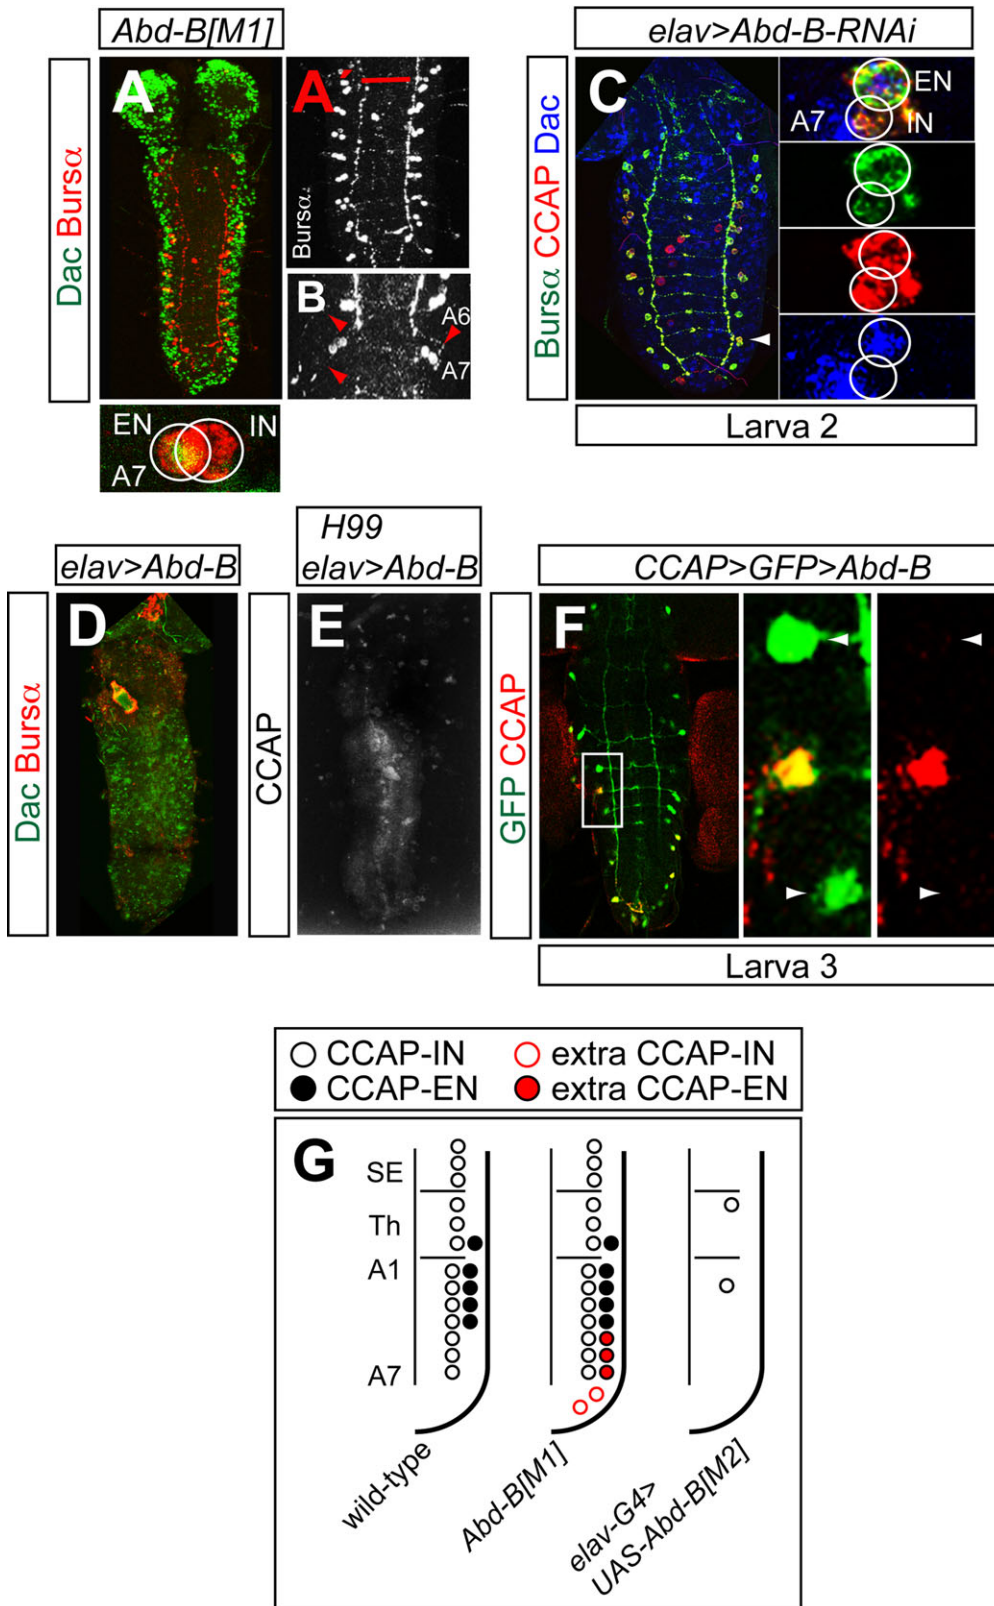 Abd-B[M1]
elav>Abd-B-RNAi
Dac Bursα
A
A'
Bursα
B
A6
A7
EN
IN
A7
Bursα CCAP Dac
C
EN
A7
IN
Larva 2
elav>Abd-B
H99
elav>Abd-B
CCAP>GFP>Abd-B
Dac Bursα
D
CCAP
E
GFP CCAP
F
Larva 3
CCAP-IN
extra CCAP-IN
CCAP-EN
extra CCAP-EN
G
SE
Th
A1
A7
wild-type
Abd-B[M1]
elav-G4>
UAS-Abd-B[M2]